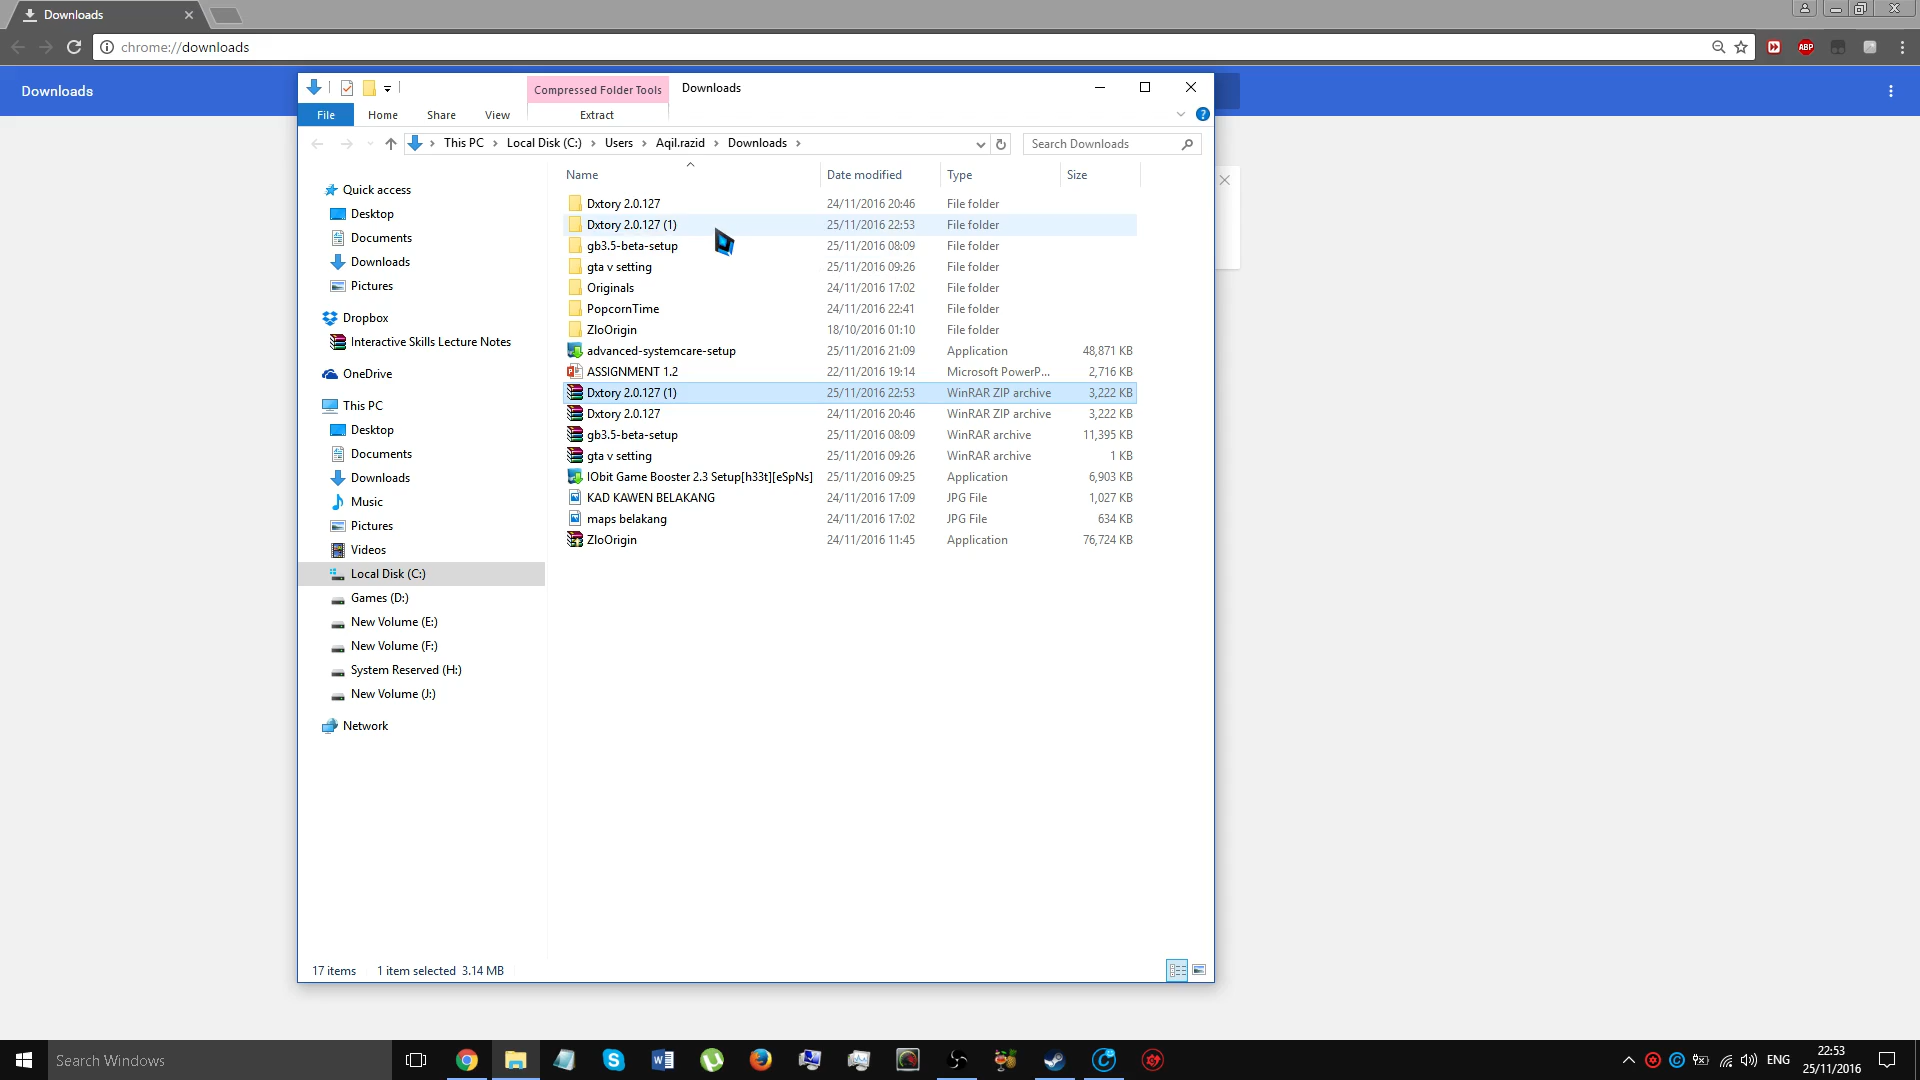 Downloads
chrome://downloads
ABP
Downloads
Compressed Folder Tools
Downloads
File
Home
Share
View
Extract
This PC
Local Disk (C:)
Users
Aqil.razid
Downloads
Search Downloads
Name
Date modified
Type
Size
Quick access
Desktop
Documents
Downloads
Pictures
Dropbox
Interactive Skills Lecture Notes
OneDrive
This PC
Desktop
Documents
Downloads
Music
Pictures
Videos
Local Disk (C:)
Games (D:)
New Volume (E:)
New Volume (F:)
System Reserved (H:)
New Volume (J:)
Network
Dxtory 2.0.127 24/11/2016 20:46 File folder
Dxtory 2.0.127 (1) 25/11/2016 22:53 File folder
gb3.5-beta-setup 25/11/2016 08:09 File folder
gta v setting 25/11/2016 09:26 File folder
Originals 24/11/2016 17:02 File folder
PopcornTime 24/11/2016 22:41 File folder
ZloOrigin 18/10/2016 01:10 File folder
advanced-systemcare-setup 25/11/2016 21:09 Application 48,871 KB
ASSIGNMENT 1.2 22/11/2016 19:14 Microsoft PowerP... 2,716 KB
Dxtory 2.0.127 (1) 25/11/2016 22:53 WinRAR ZIP archive 3,222 KB
Dxtory 2.0.127 24/11/2016 20:46 WinRAR ZIP archive 3,222 KB
gb3.5-beta-setup 25/11/2016 08:09 WinRAR archive 11,395 KB
gta v setting 25/11/2016 09:26 WinRAR archive 1 KB
IObit Game Booster 2.3 Setup[h33t][eSpNs] 25/11/2016 09:25 Application 6,903 KB
KAD KAWEN BELAKANG 24/11/2016 17:09 JPG File 1,027 KB
maps belakang 24/11/2016 17:02 JPG File 634 KB
ZloOrigin 24/11/2016 11:45 Application 76,724 KB
17 items 1 item selected 3.14 MB
Search Windows
ENG
22:53
25/11/2016